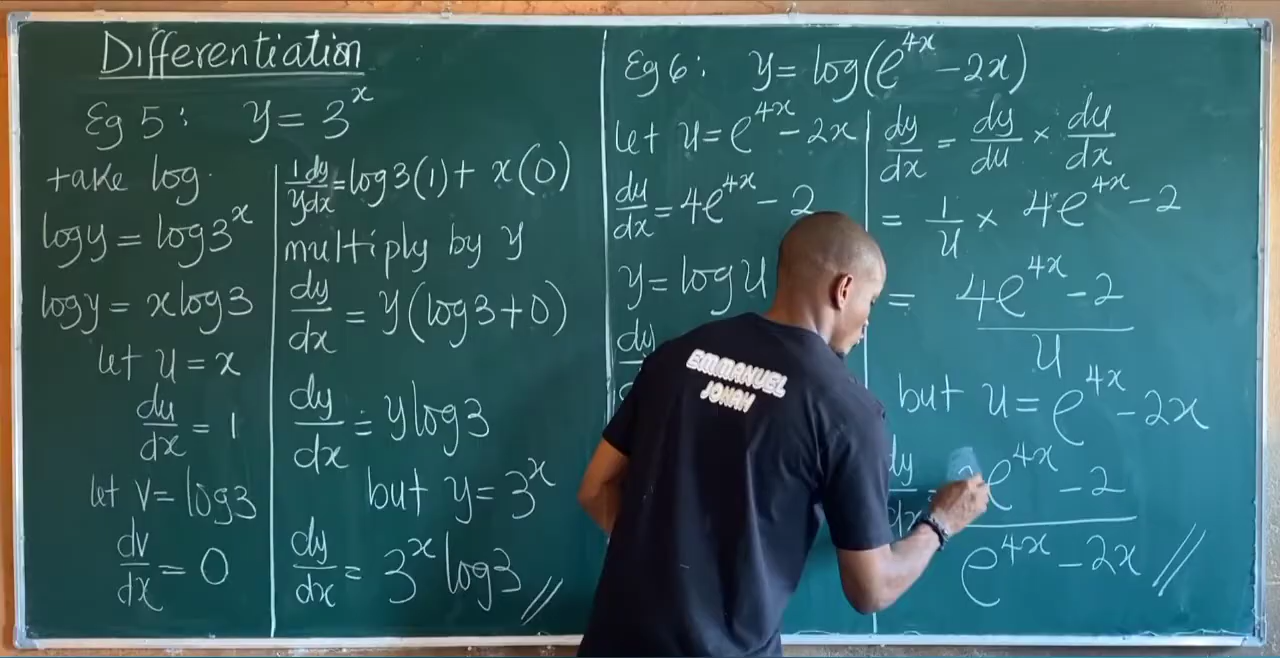 Differentiation
Eg 5: y = 3^x
take log.
log y = log 3^x
log y = x log 3
let u = x
du/dx = 1
let v = log 3
dv/dx = 0
1/y dy/dx = log 3(1) + x(0)
multiply by y
dy/dx = y(log 3 + 0)
dy/dx = y log 3
but y = 3^x
dy/dx = 3^x log 3 //
Eg 6: y = log(e^4x - 2x)
let u = e^4x - 2x
du/dx = 4e^4x - 2
y = log u
dy
dy/dx = dy/du × du/dx
= 1/u × 4e^4x - 2
= 4e^4x - 2 / u
but u = e^4x - 2x
dy/dx = e^4x - 2 / e^4x - 2x //
EMMANUEL
JONAH